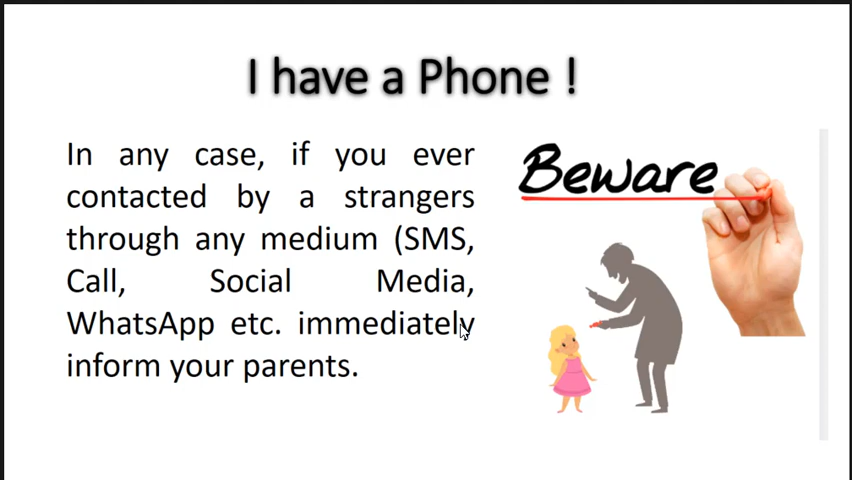 I have a Phone !
In any case, if you ever
contacted by a strangers
through any medium (SMS,
Call, Social Media,
WhatsApp etc. immediately
inform your parents.
Beware